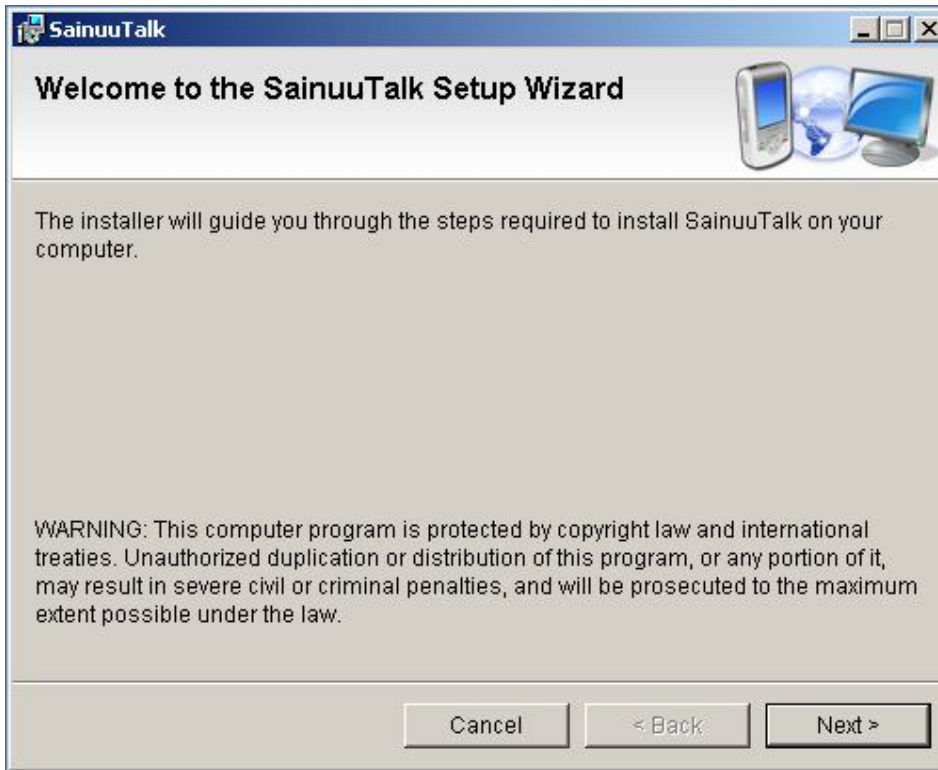 SainuuTalk
Welcome to the SainuuTalk Setup Wizard
The installer will guide you through the steps required to install SainuuTalk on your
computer.
WARNING: This computer program is protected by copyright law and international
treaties. Unauthorized duplication or distribution of this program, or any portion of it,
may result in severe civil or criminal penalties, and will be prosecuted to the maximum
extent possible under the law.
Cancel
< Back
Next >